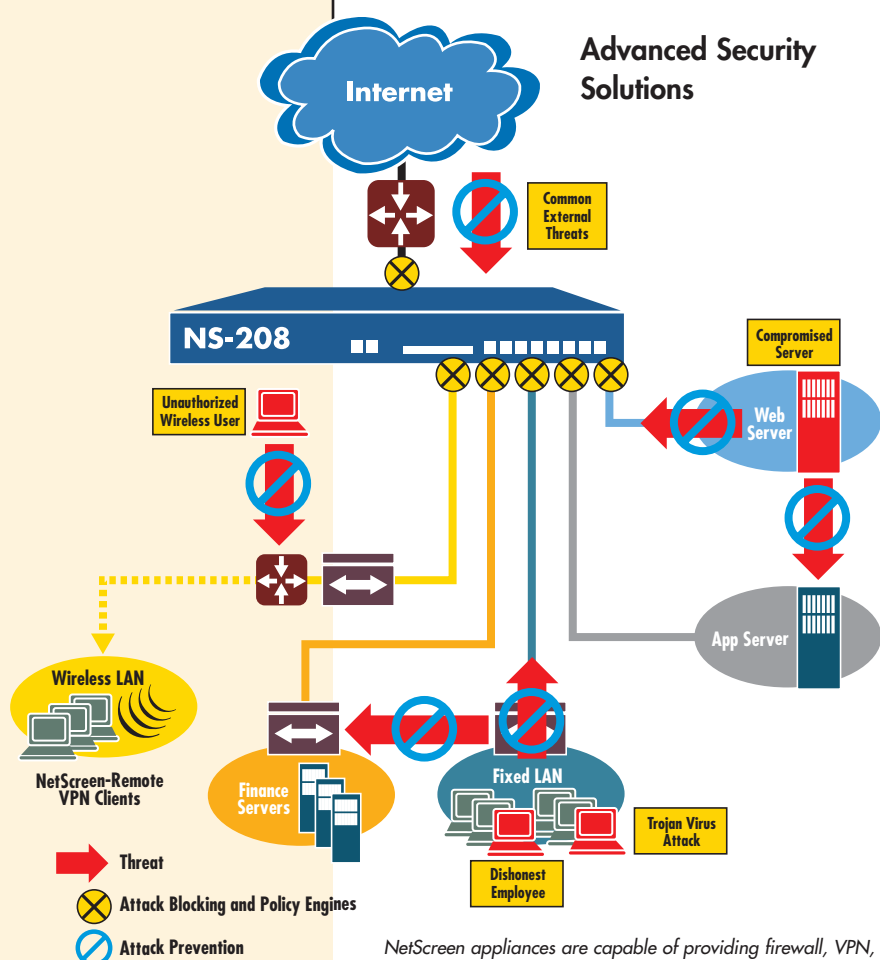 Advanced Security
Solutions
Internet
Common
External
Threats
NS-208
Compromised
Server
Unauthorized
Wireless User
Web
Server
App Server
Wireless LAN
NetScreen-Remote
VPN Clients
Finance
Servers
Fixed LAN
Trojan Virus
Attack
Dishonest
Employee
Threat
Attack Blocking and Policy Engines
Attack Prevention
NetScreen appliances are capable of providing firewall, VPN,